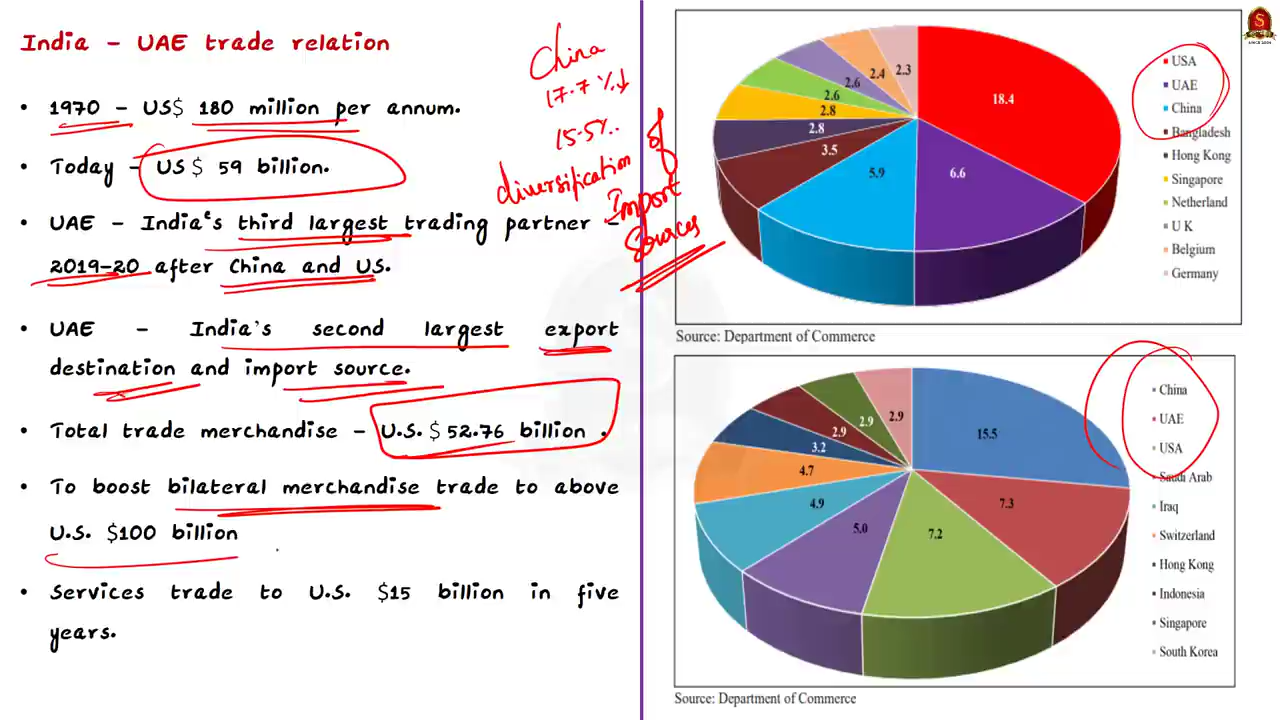 India - UAE trade relation
• 1970 - US$ 180 million per annum.
• Today - US $ 59 billion.
• UAE - India's third largest trading partner -
2019-20 after China and US.
• UAE - India's second largest export
destination and import source.
• Total trade merchandise - U.S. $ 52.76 billion .
• To boost bilateral merchandise trade to above
U.S. $100 billion
• Services trade to U.S. $15 billion in five
years.
China
17.7 %↓
15.5%.
diversification of
Import
Sources
18.4
6.6
5.9
3.5
2.8
2.8
2.6
2.6
2.4
2.3
USA
UAE
China
Bangladesh
Hong Kong
Singapore
Netherland
U K
Belgium
Germany
Source: Department of Commerce
15.5
7.3
7.2
5.0
4.9
4.7
3.2
2.9
2.9
2.9
China
UAE
USA
Saudi Arab
Iraq
Switzerland
Hong Kong
Indonesia
Singapore
South Korea
Source: Department of Commerce
S
SINCE 2004